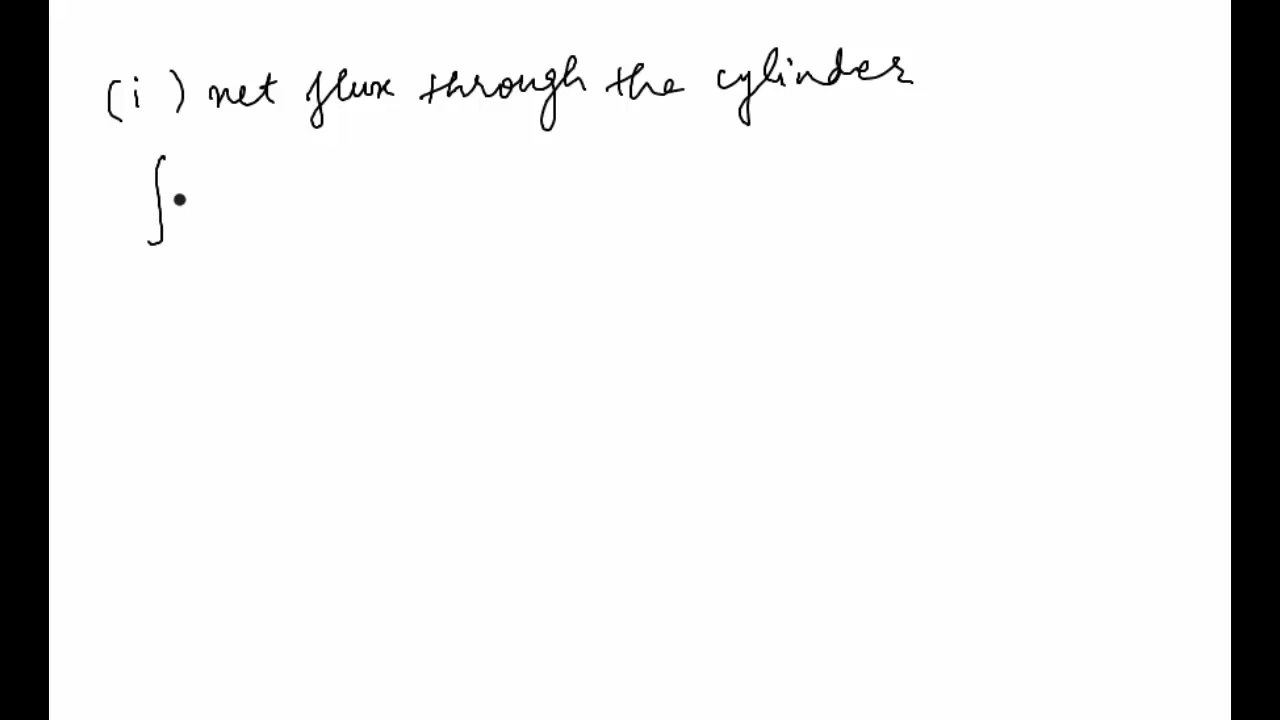 (i) net flux through the cylinder
∫